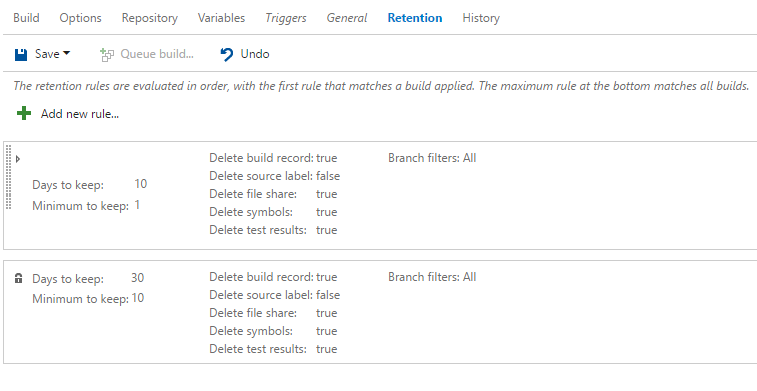 Build Options Repository Variables Triggers General Retention History
Save Queue build... Undo
The retention rules are evaluated in order, with the first rule that matches a build applied. The maximum rule at the bottom matches all builds.
Add new rule...
Delete build record: true Branch filters: All
Delete source label: false
Days to keep: 10
Delete file share: true
Minimum to keep: 1
Delete symbols: true
Delete test results: true
Days to keep: 30 Delete build record: true Branch filters: All
Delete source label: false
Minimum to keep: 10
Delete file share: true
Delete symbols: true
Delete test results: true